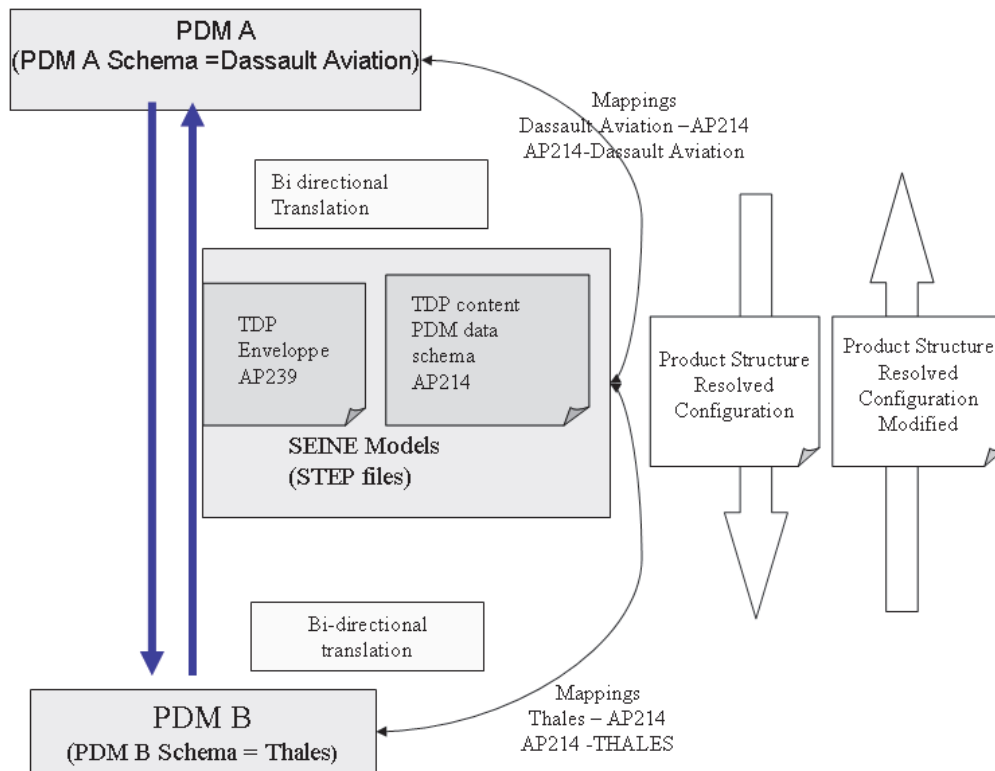 PDM A
(PDM A Schema =Dassault Aviation)
Mappings
Dassault Aviation –AP214
AP214-Dassault Aviation
Bi directional
Translation
TDP
Enveloppe
AP239
TDP content
PDM data
schema
AP214
SEINE Models
(STEP files)
Product Structure
Resolved
Configuration
Product Structure
Resolved
Configuration
Modified
Bi-directional
translation
Mappings
Thales – AP214
AP214 -THALES
PDM B
(PDM B Schema = Thales)